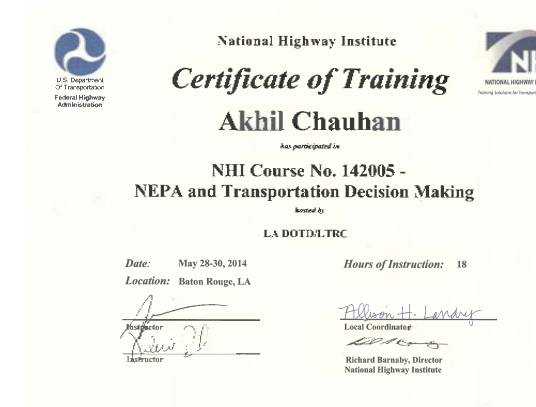 National Highway Institute
Certificate of Training
U.S. Department
Of Transportation
Federal Highway
Administration
NATIONAL HIGHWAY
Akhil Chauhan
has participated in
NHI Course No. 142005 -
NEPA and Transportation Decision Making
hosted by
LA DOTD/LTRC
Date: May 28-30, 2014
Hours of Instruction: 18
Location: Baton Rouge, LA
Allison H. Landry
Instructor
Local Coordinator
Instructor
Richard Barnaby, Director
National Highway Institute